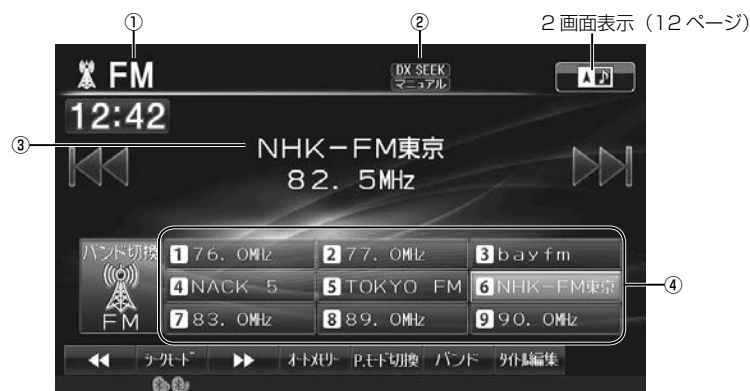 ① ② 2画面表示（12ページ）
FM
DX SEEK
マニュアル
12:42
③
NHK－FM東京
82．5MHz
バンド切換
FM
1 76．0MHz
2 77．0MHz
3 bayfm
4 NACK 5
5 TOKYO FM
6 NHK－FM東京
7 83．0MHz
8 89．0MHz
9 90．0MHz
④
シークモード オートメモリー P.モード切換 バンド タイトル編集